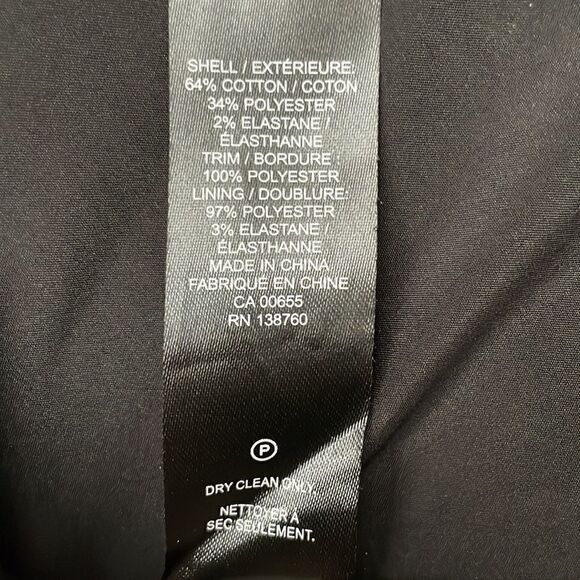 SHELL / EXTÉRIEURE:
64% COTTON / COTON
34% POLYESTER
2% ELASTANE /
ÉLASTHANNE
TRIM / BORDURE :
100% POLYESTER
LINING / DOUBLURE:
97% POLYESTER
3% ELASTANE /
ÉLASTHANNE
MADE IN CHINA
FABRIQUÉ EN CHINE
CA 00655
RN 138760
P
DRY CLEAN ONLY.
NETTOYER À
SEC SEULEMENT.